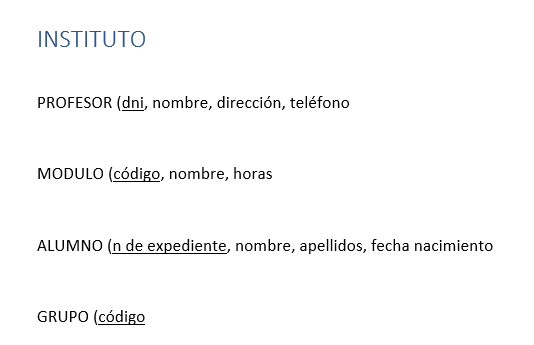 INSTITUTO
PROFESOR (dni, nombre, dirección, teléfono
MODULO (código, nombre, horas
ALUMNO (n de expediente, nombre, apellidos, fecha nacimiento
GRUPO (código